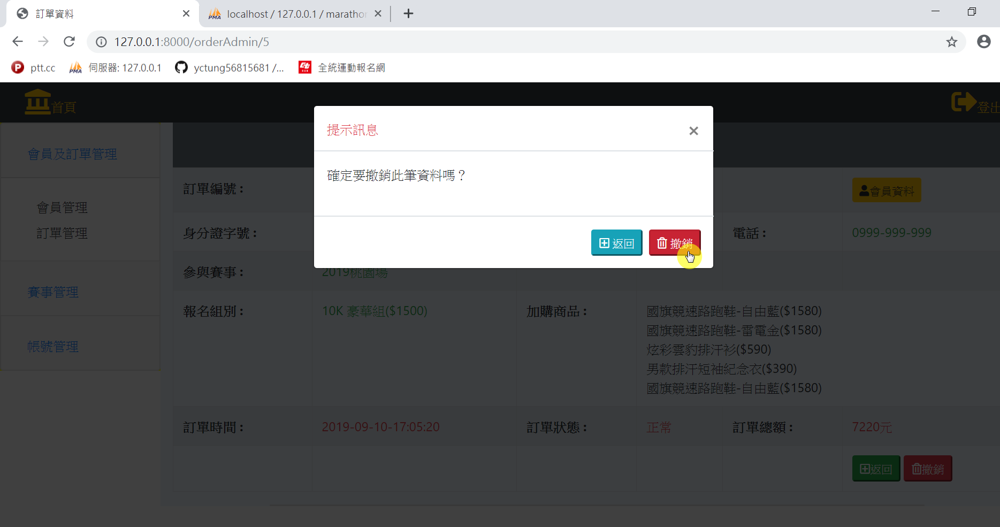 訂單資料
localhost / 127.0.0.1 / maratho
127.0.0.1:8000/orderAdmin/5
ptt.cc
PMA 伺服器: 127.0.0.1
yctung56815681 /...
全統運動報名網
首頁
登出
會員及訂單管理
會員管理
訂單管理
賽事管理
帳號管理
提示訊息
確定要撤銷此筆資料嗎？
返回 撤銷
訂單編號：
會員資料
身分證字號：
電話： 0999-999-999
參與賽事： 2019桃園場
報名組別： 10K 豪華組($1500) 加購商品： 國旗競速路跑鞋-自由藍($1580)
國旗競速路跑鞋-雷電金($1580)
炫彩雲豹排汗衫($590)
男款排汗短袖紀念衣($390)
國旗競速路跑鞋-自由藍($1580)
訂單時間： 2019-09-10-17:05:20 訂單狀態： 正常 訂單總額： 7220元
返回 撤銷